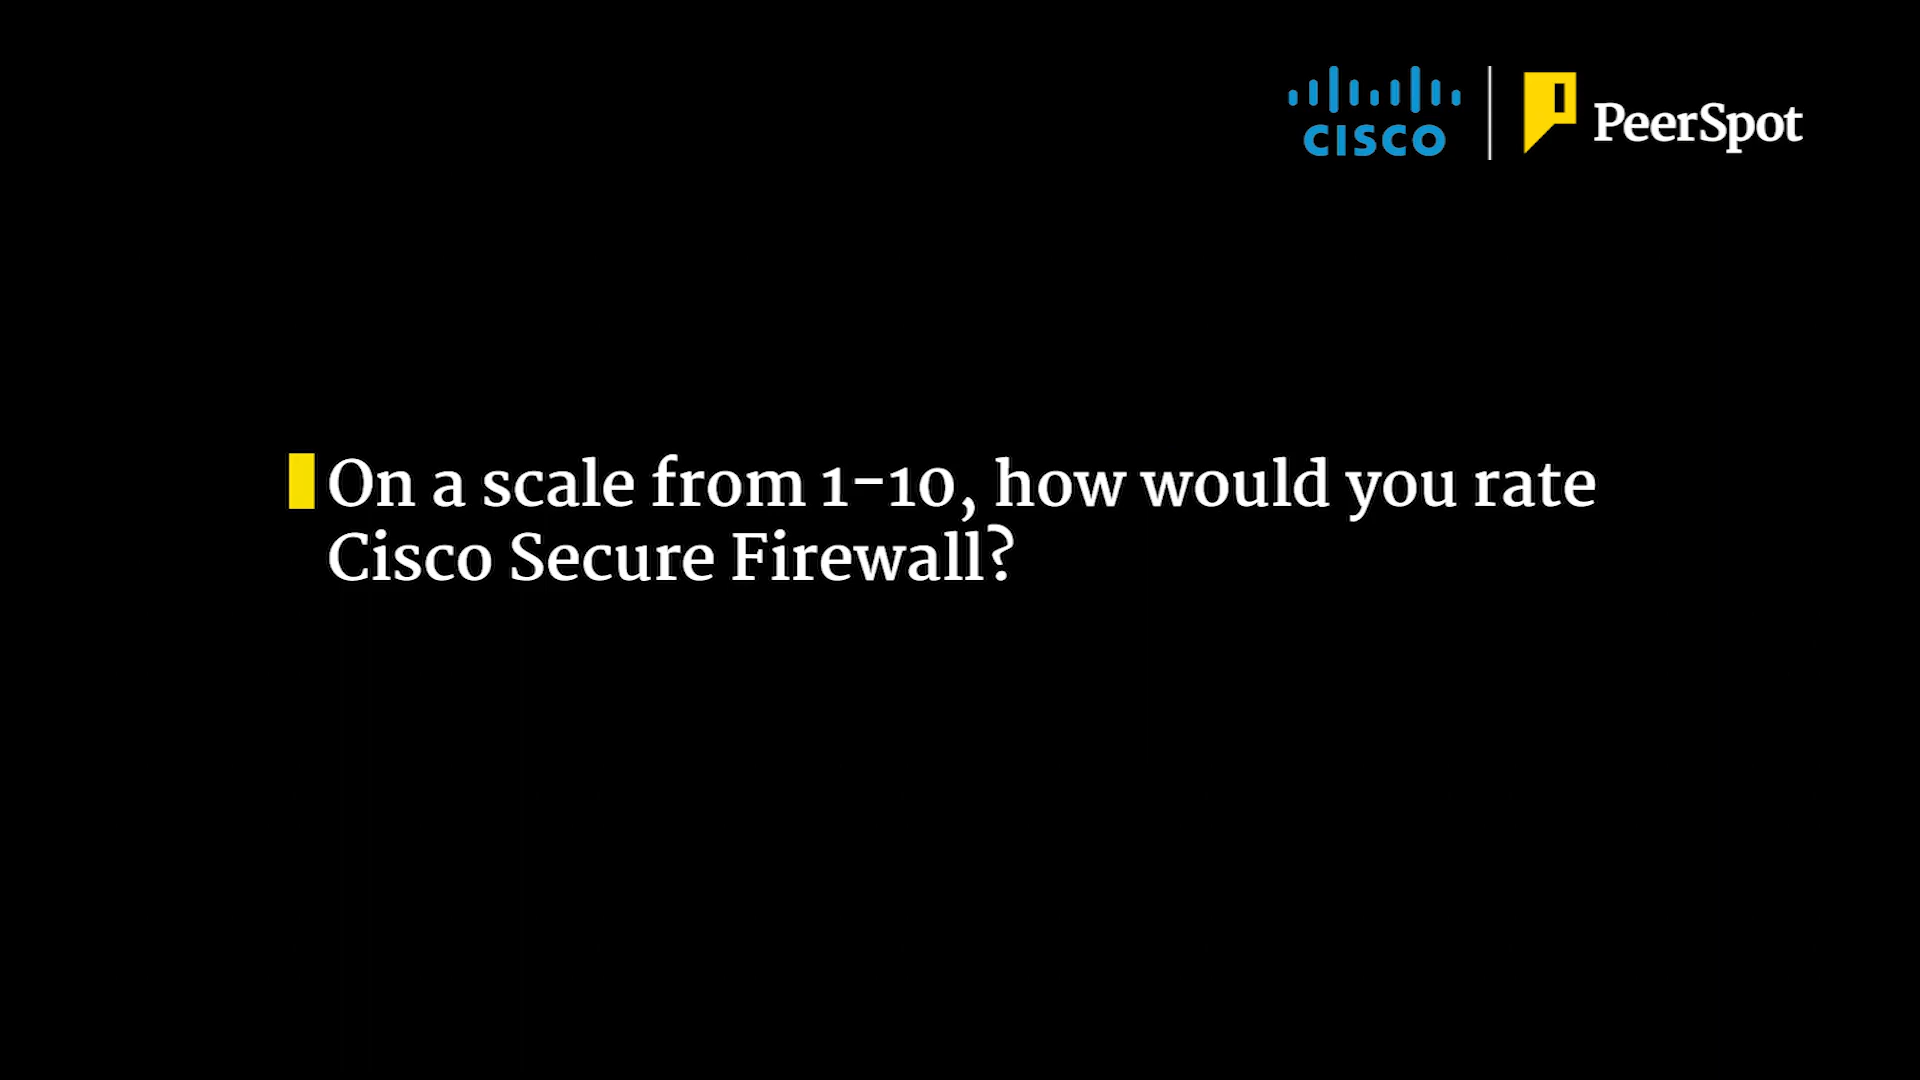 CISCO
PeerSpot
On a scale from 1-10, how would you rate
Cisco Secure Firewall?